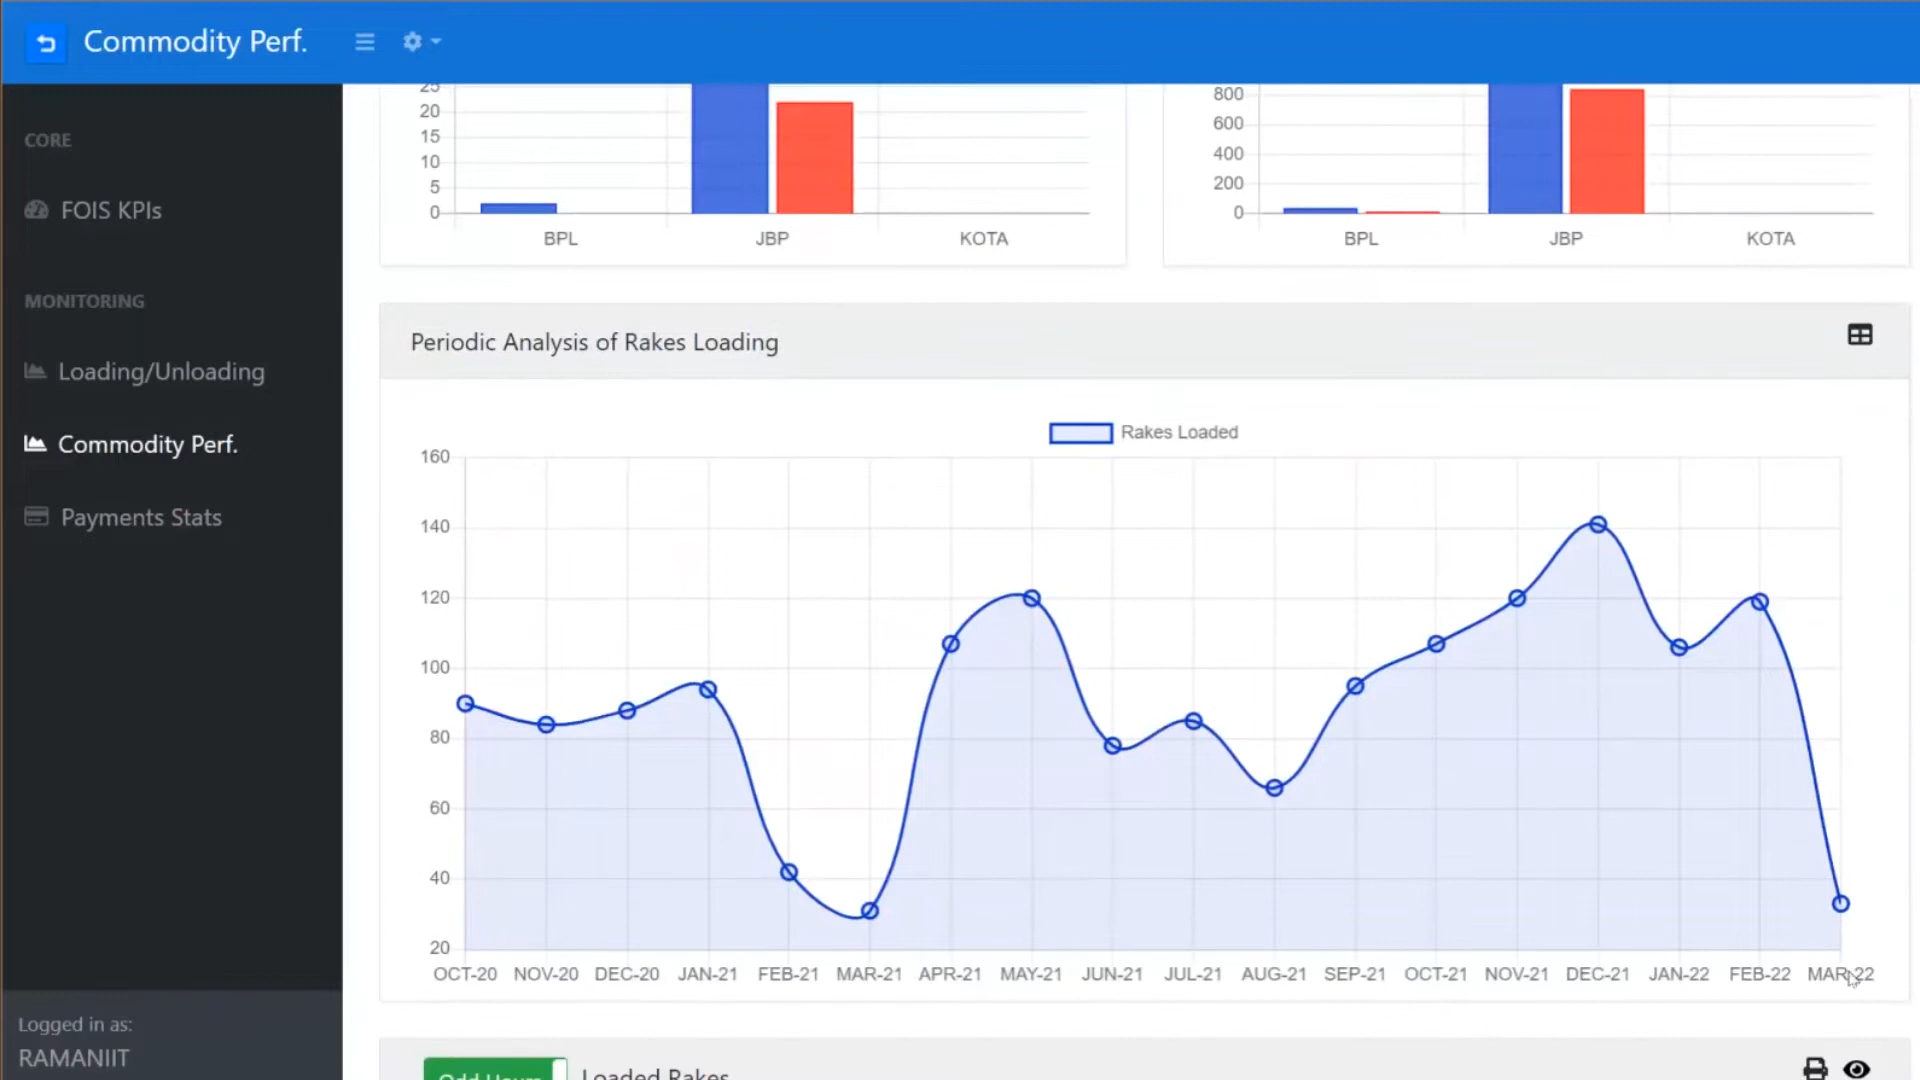 Commodity Perf.
CORE
FOIS KPIs
MONITORING
Loading/Unloading
Commodity Perf.
Payments Stats
Logged in as:
RAMANIIT
25
20
15
10
5
0
BPL JBP KOTA
800
600
400
200
0
BPL JBP KOTA
Periodic Analysis of Rakes Loading
Rakes Loaded
160
140
120
100
80
60
40
20
OCT-20 NOV-20 DEC-20 JAN-21 FEB-21 MAR-21 APR-21 MAY-21 JUN-21 JUL-21 AUG-21 SEP-21 OCT-21 NOV-21 DEC-21 JAN-22 FEB-22 MAR-22
Odd Hours Loaded Rakes